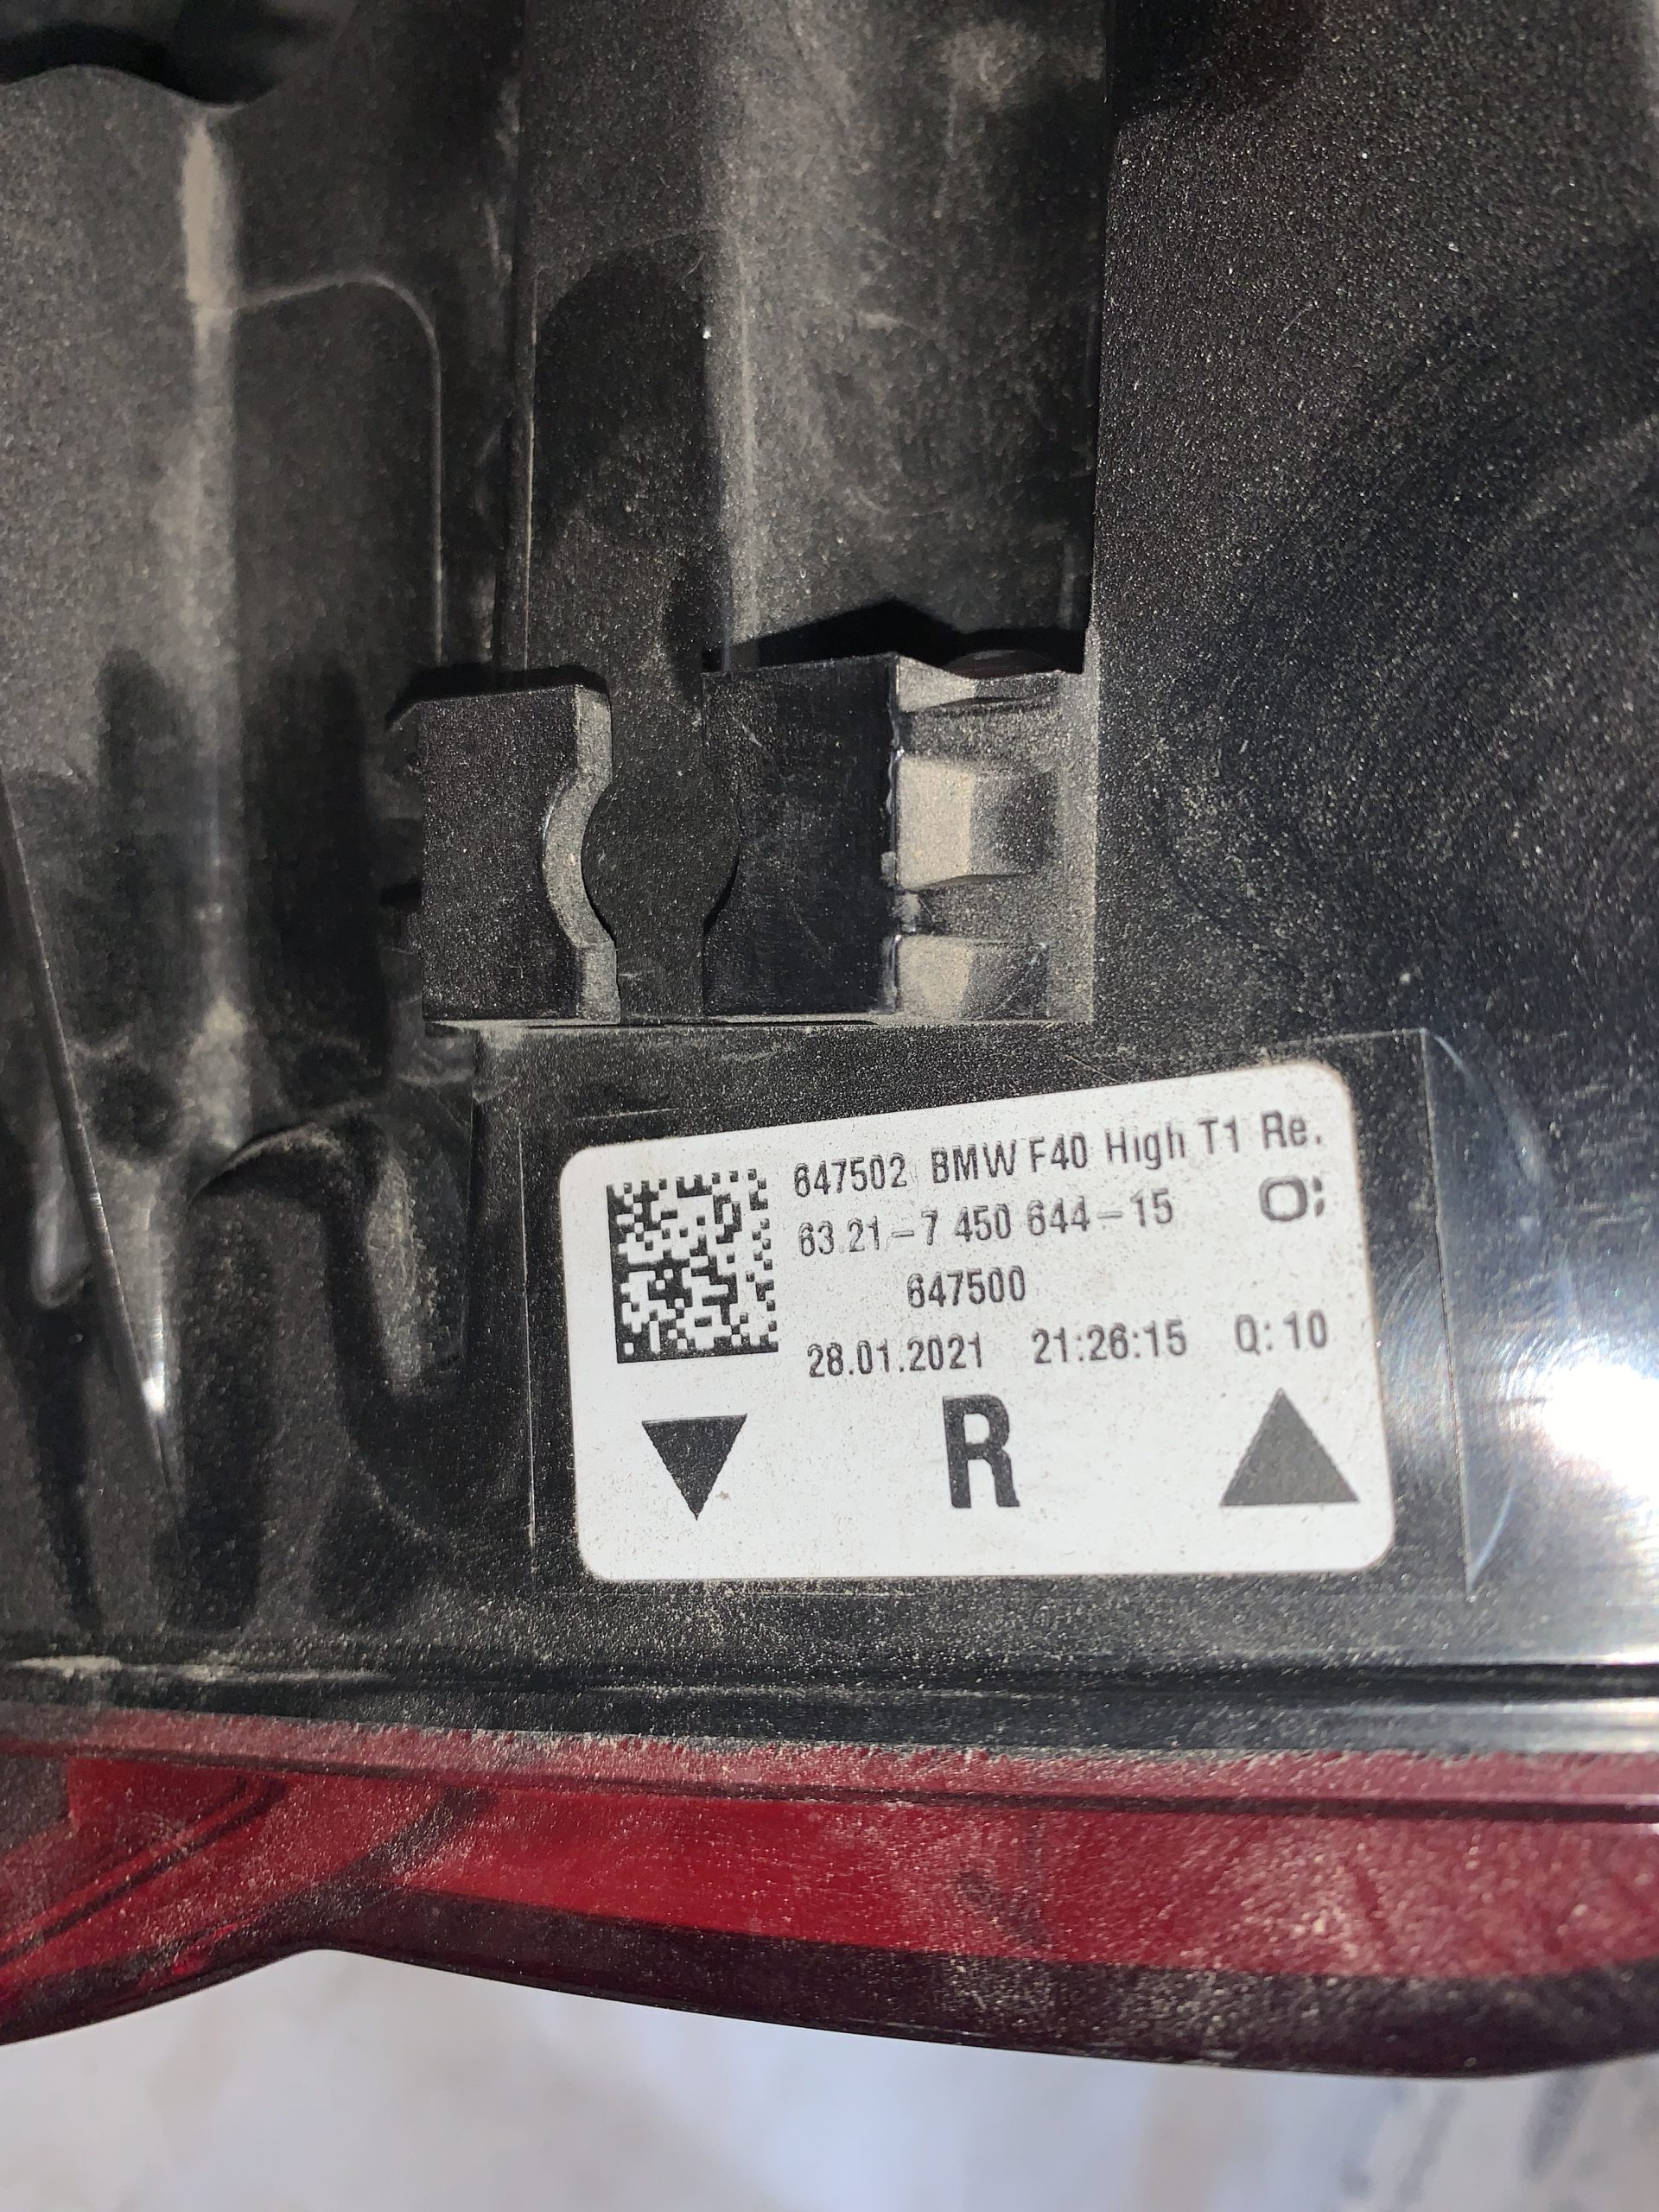 647502 BMW F40 High T1 Re.
63.21-7 450 644-15 O;
647500
28.01.2021 21:26:15 Q: 10
R